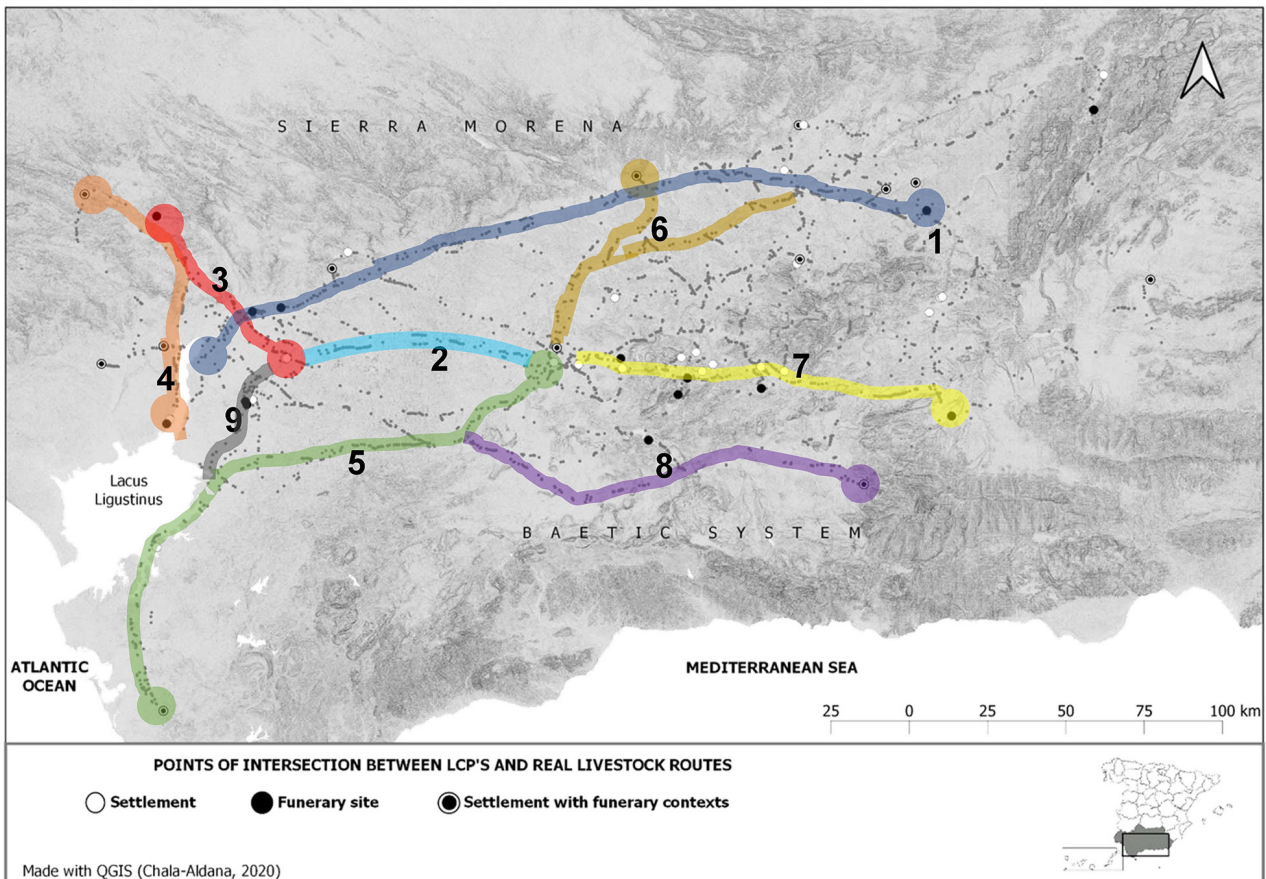 SIERRA MORENA
1
6
3
2
7
4
9
5
8
Lacus
Ligustinus
BAETIC SYSTEM
ATLANTIC
OCEAN
MEDITERRANEAN SEA
25 0 25 50 75 100 km
POINTS OF INTERSECTION BETWEEN LCP'S AND REAL LIVESTOCK ROUTES
Settlement Funerary site Settlement with funerary contexts
Made with QGIS (Chala-Aldana, 2020)